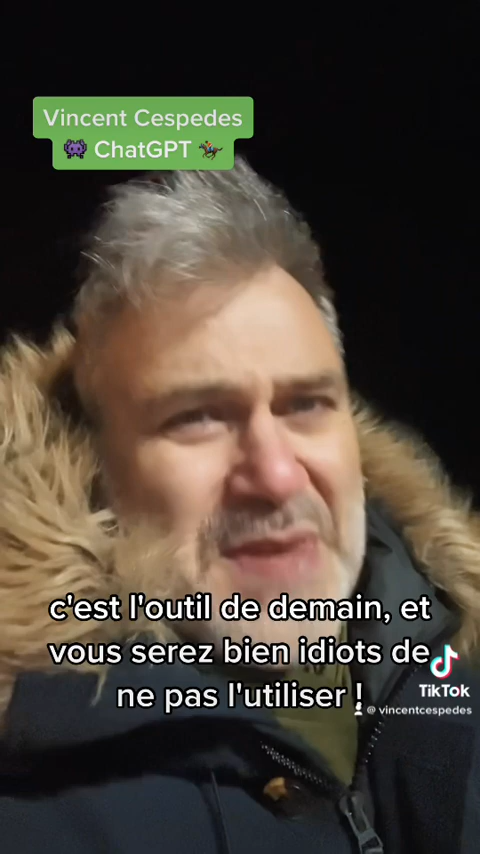 Vincent Cespedes
👾 ChatGPT 🏇
c'est l'outil de demain, et
vous serez bien idiots de
ne pas l'utiliser !
TikTok
@ vincentcespedes